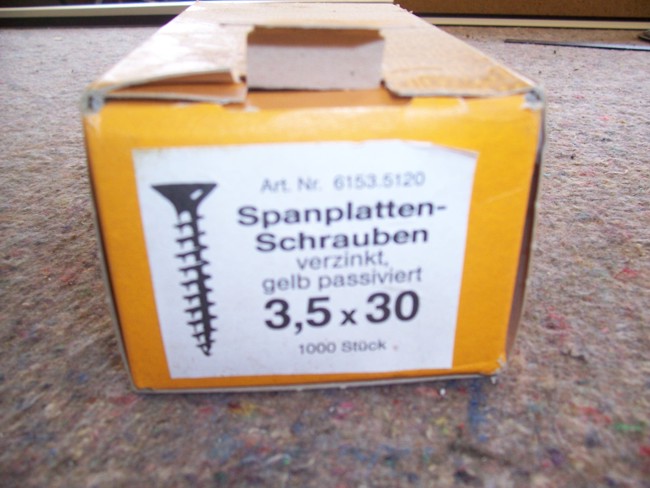 Art. Nr. 6153.5120
Spanplatten-
Schrauben
verzinkt,
gelb passiviert
3,5 x 30
1000 Stück